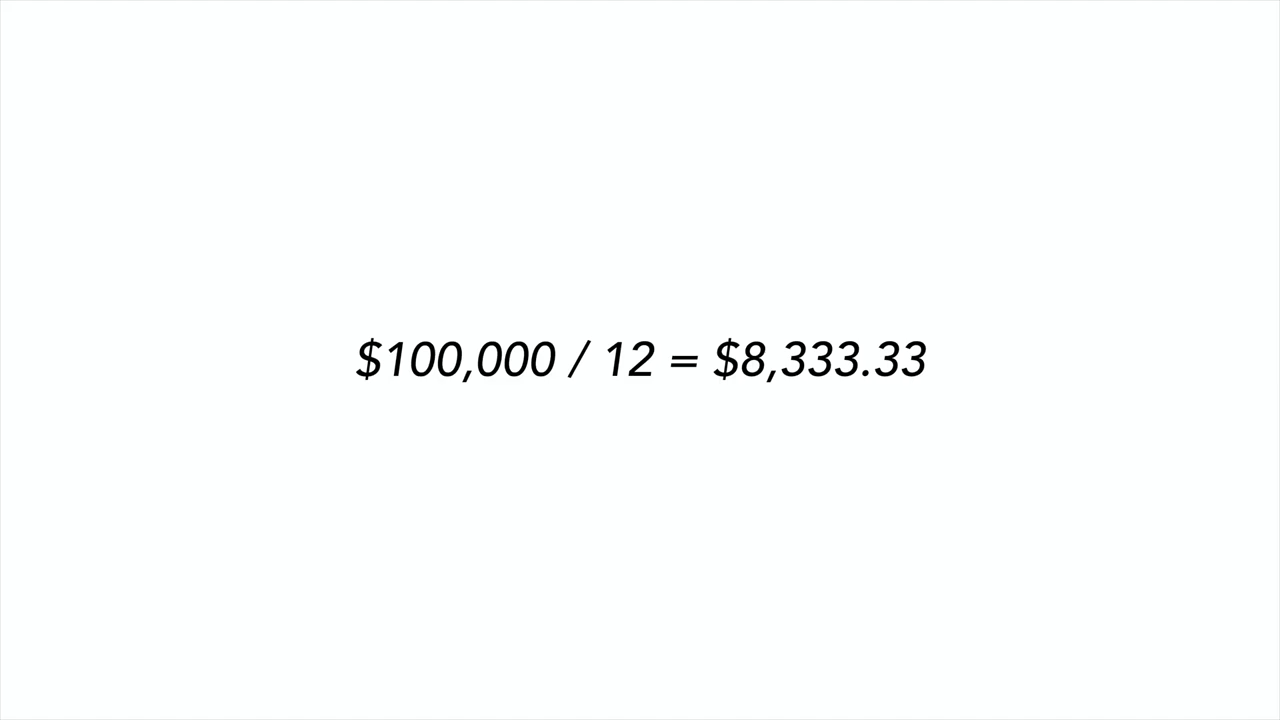 $100,000 / 12 = $8,333.33